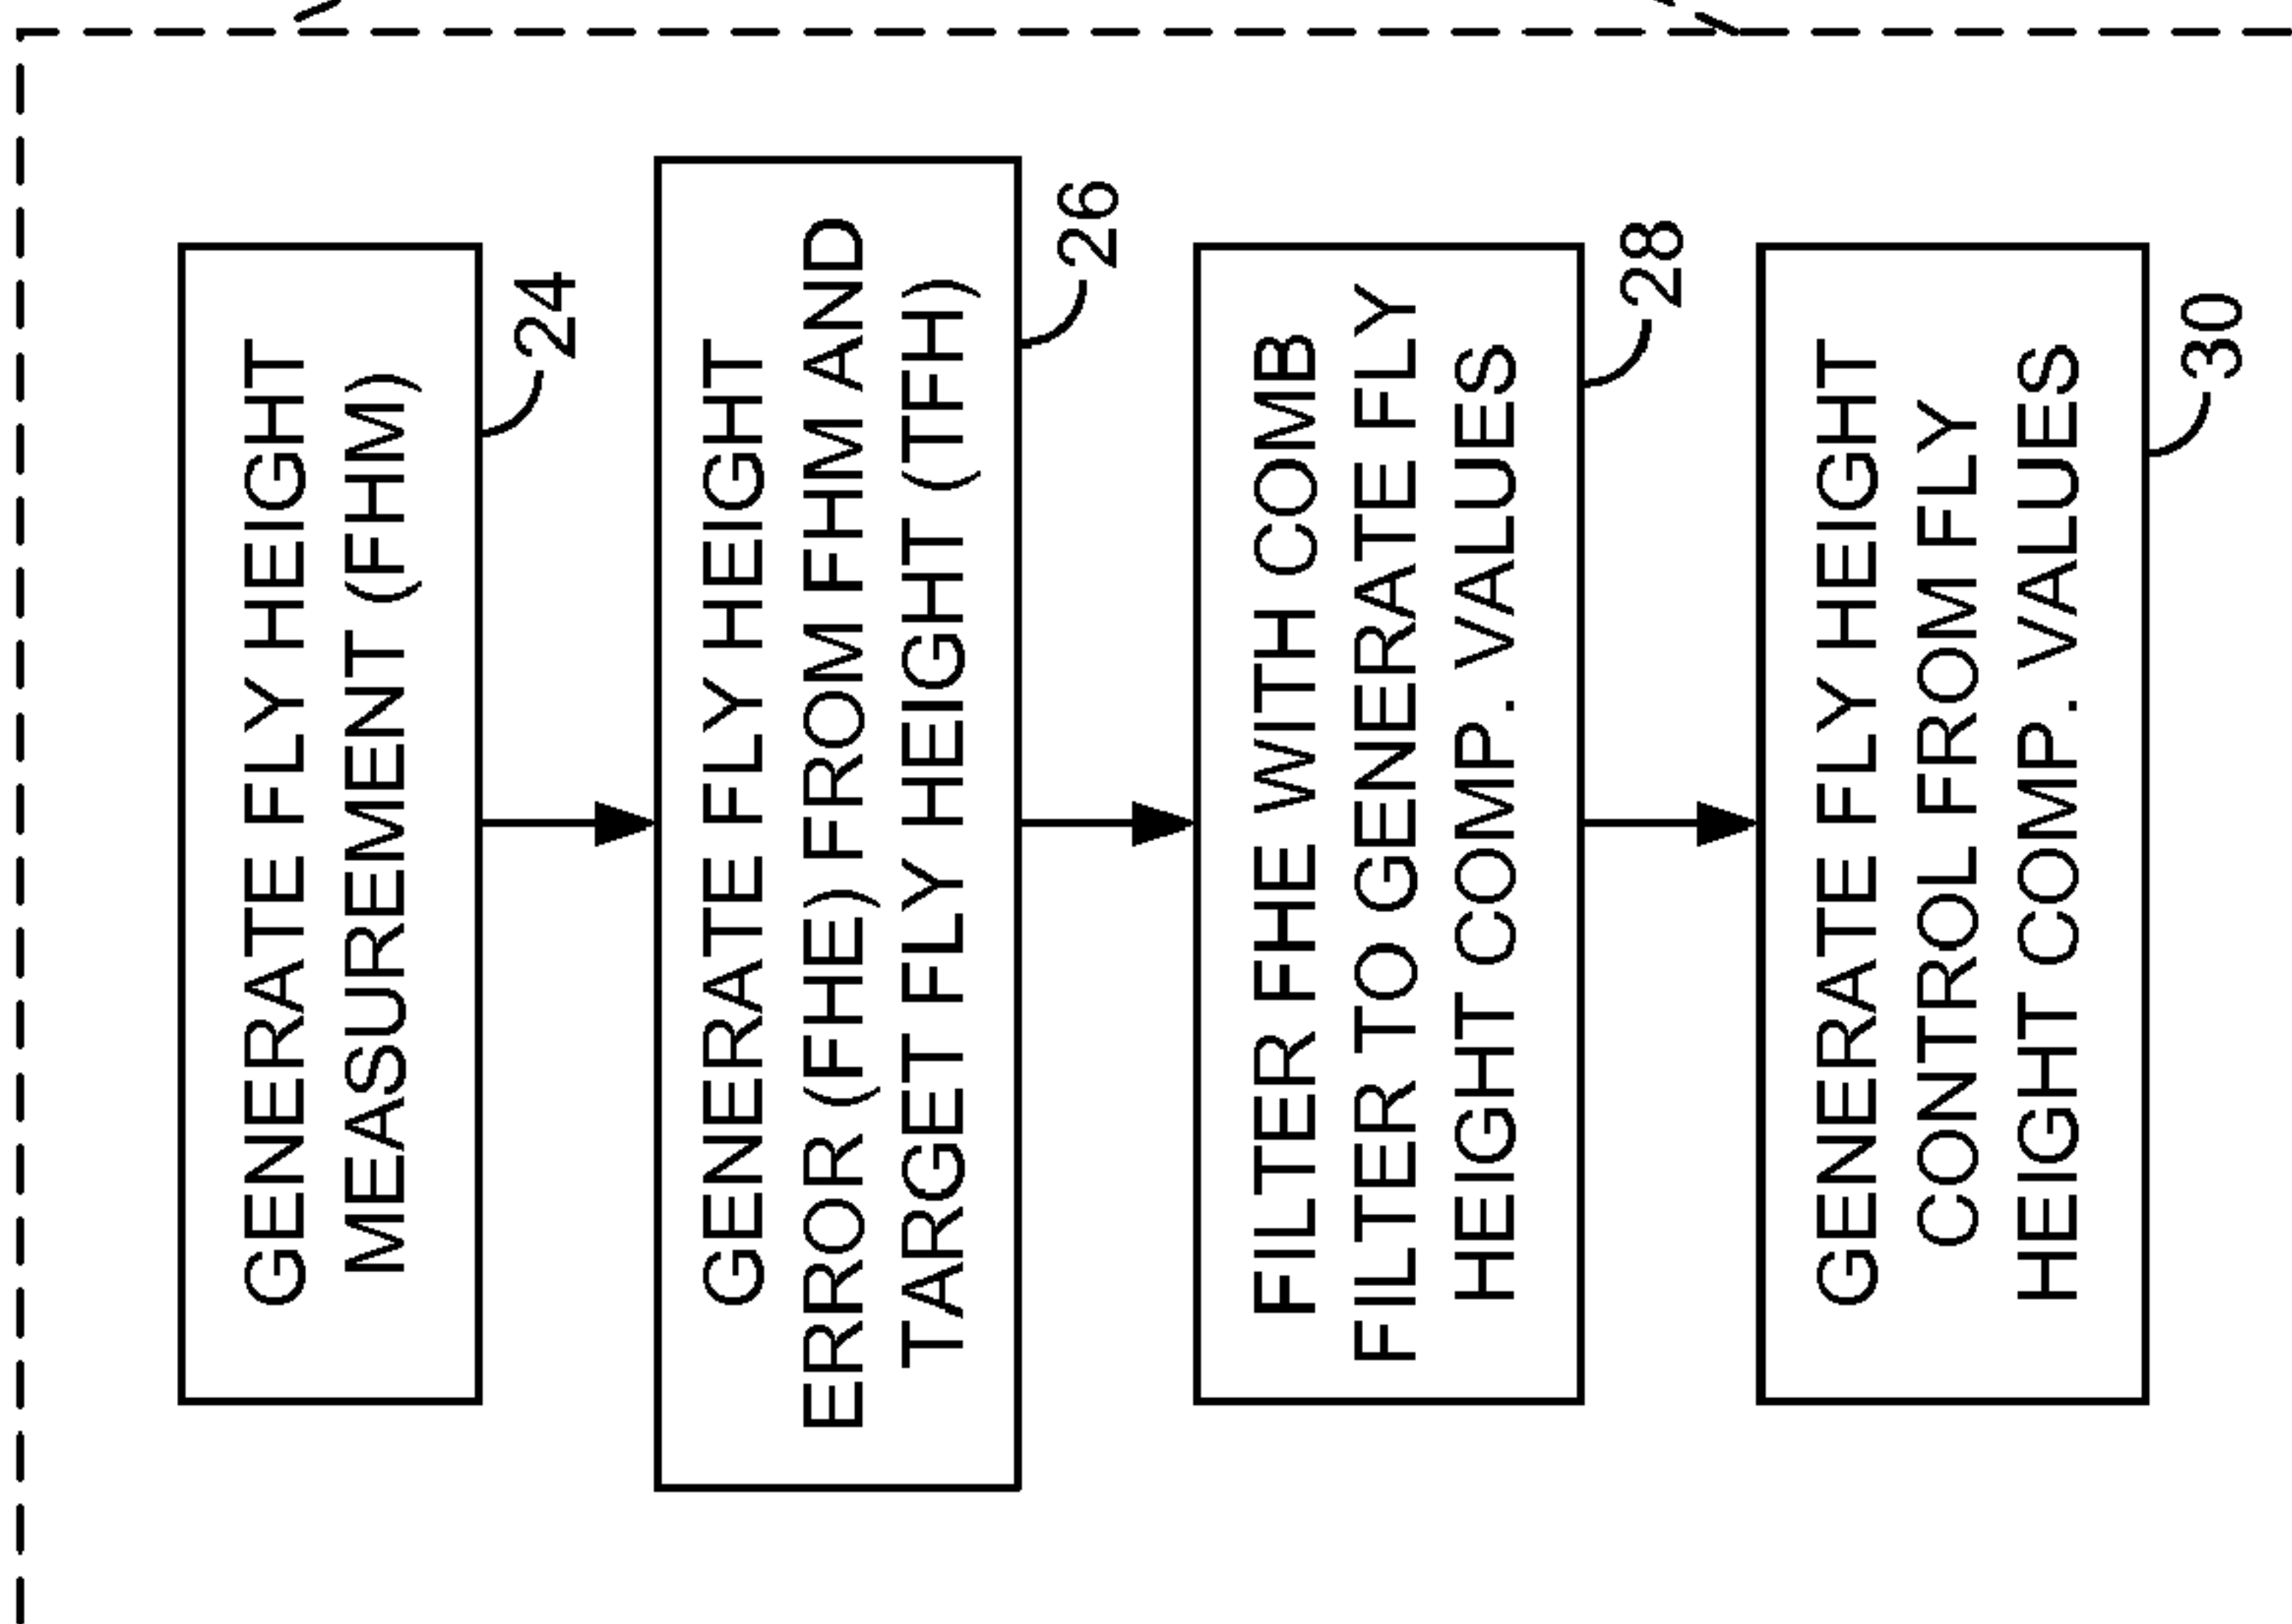 GENERATE FLY HEIGHT
MEASUREMENT (FHM)
24
GENERATE FLY HEIGHT
ERROR (FHE) FROM FHM AND
TARGET FLY HEIGHT (TFH)
26
FILTER FHE WITH COMB
FILTER TO GENERATE FLY
HEIGHT COMP. VALUES
28
GENERATE FLY HEIGHT
CONTROL FROM FLY
HEIGHT COMP. VALUES
30